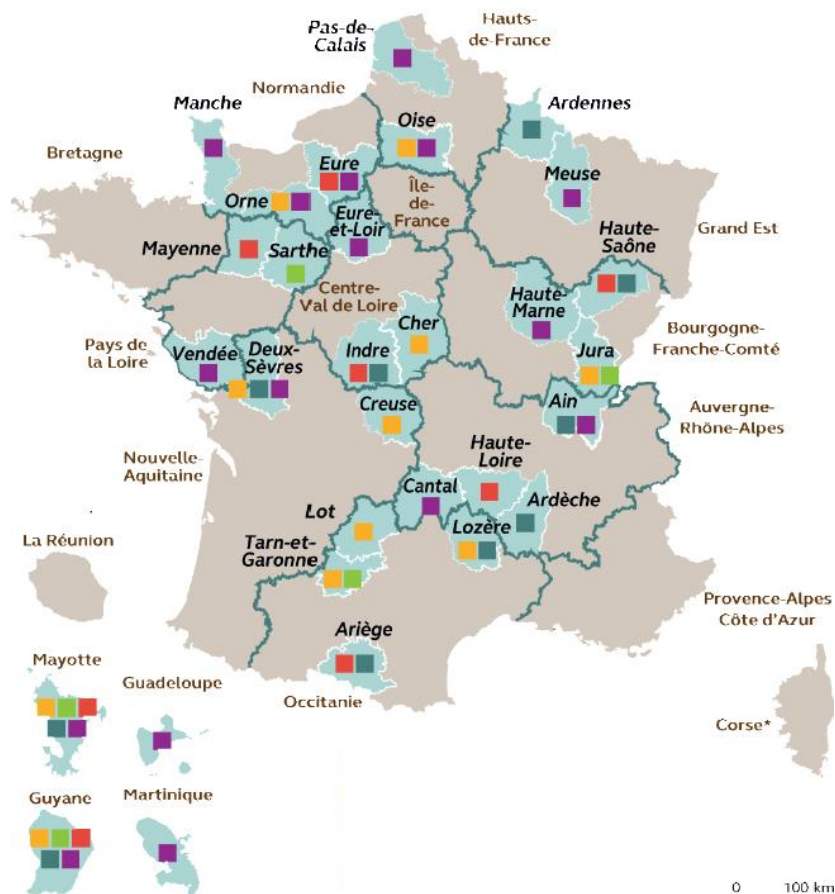 Hauts-
de-France
Pas-de-
Calais
Normandie
Ardennes
Manche
Oise
Bretagne
Eure
Meuse
Orne
Île-
de-
France
Eure-
et-Loir
Grand Est
Mayenne
Sarthe
Haute-
Saône
Centre-
Val de Loire
Haute-
Marne
Cher
Bourgogne-
Franche-Comté
Pays de
la Loire
Vendée
Deux-
Sèvres
Indre
Jura
Creuse
Ain
Auvergne-
Rhône-Alpes
Haute-
Loire
Nouvelle-
Aquitaine
Cantal
Ardèche
Lot
Lozère
La Réunion
Tarn-et-
Garonne
Provence-Alpes
Côte d'Azur
Ariège
Mayotte
Guadeloupe
Occitanie
Corse*
Guyane
Martinique
0 100 km